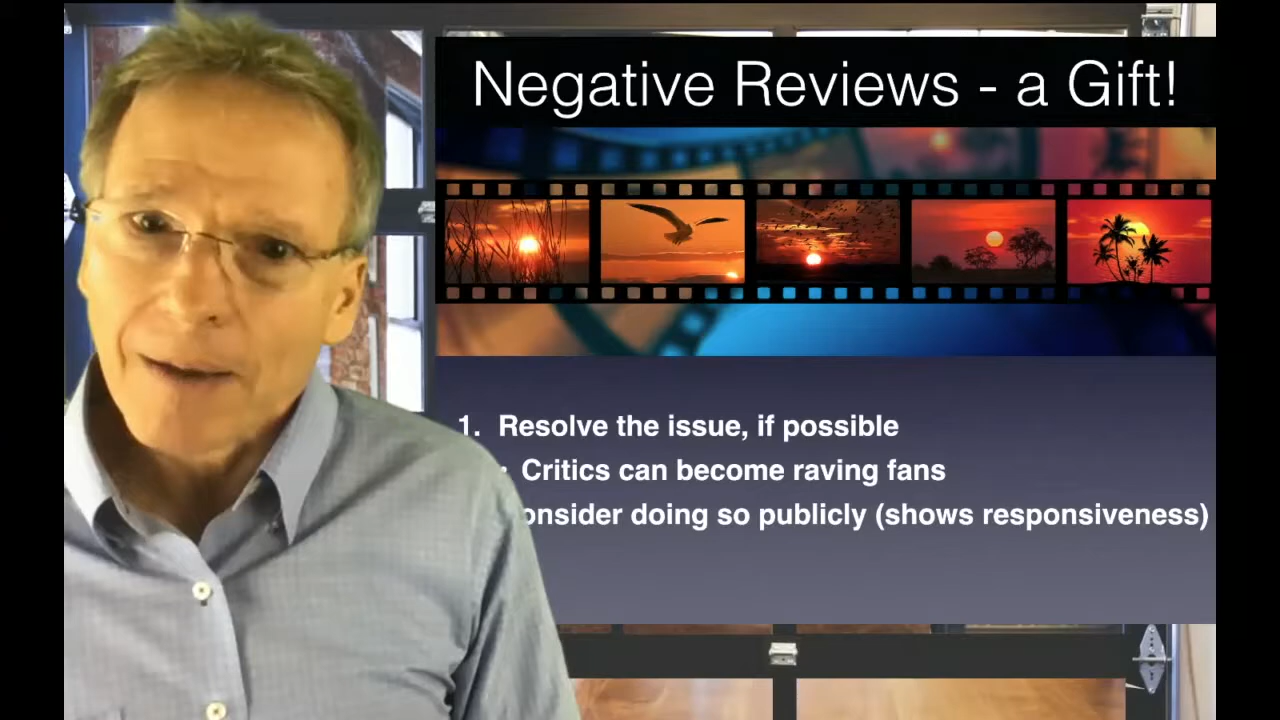 Negative Reviews - a Gift!
1. Resolve the issue, if possible
• Critics can become raving fans
doing so publicly (shows responsiveness)